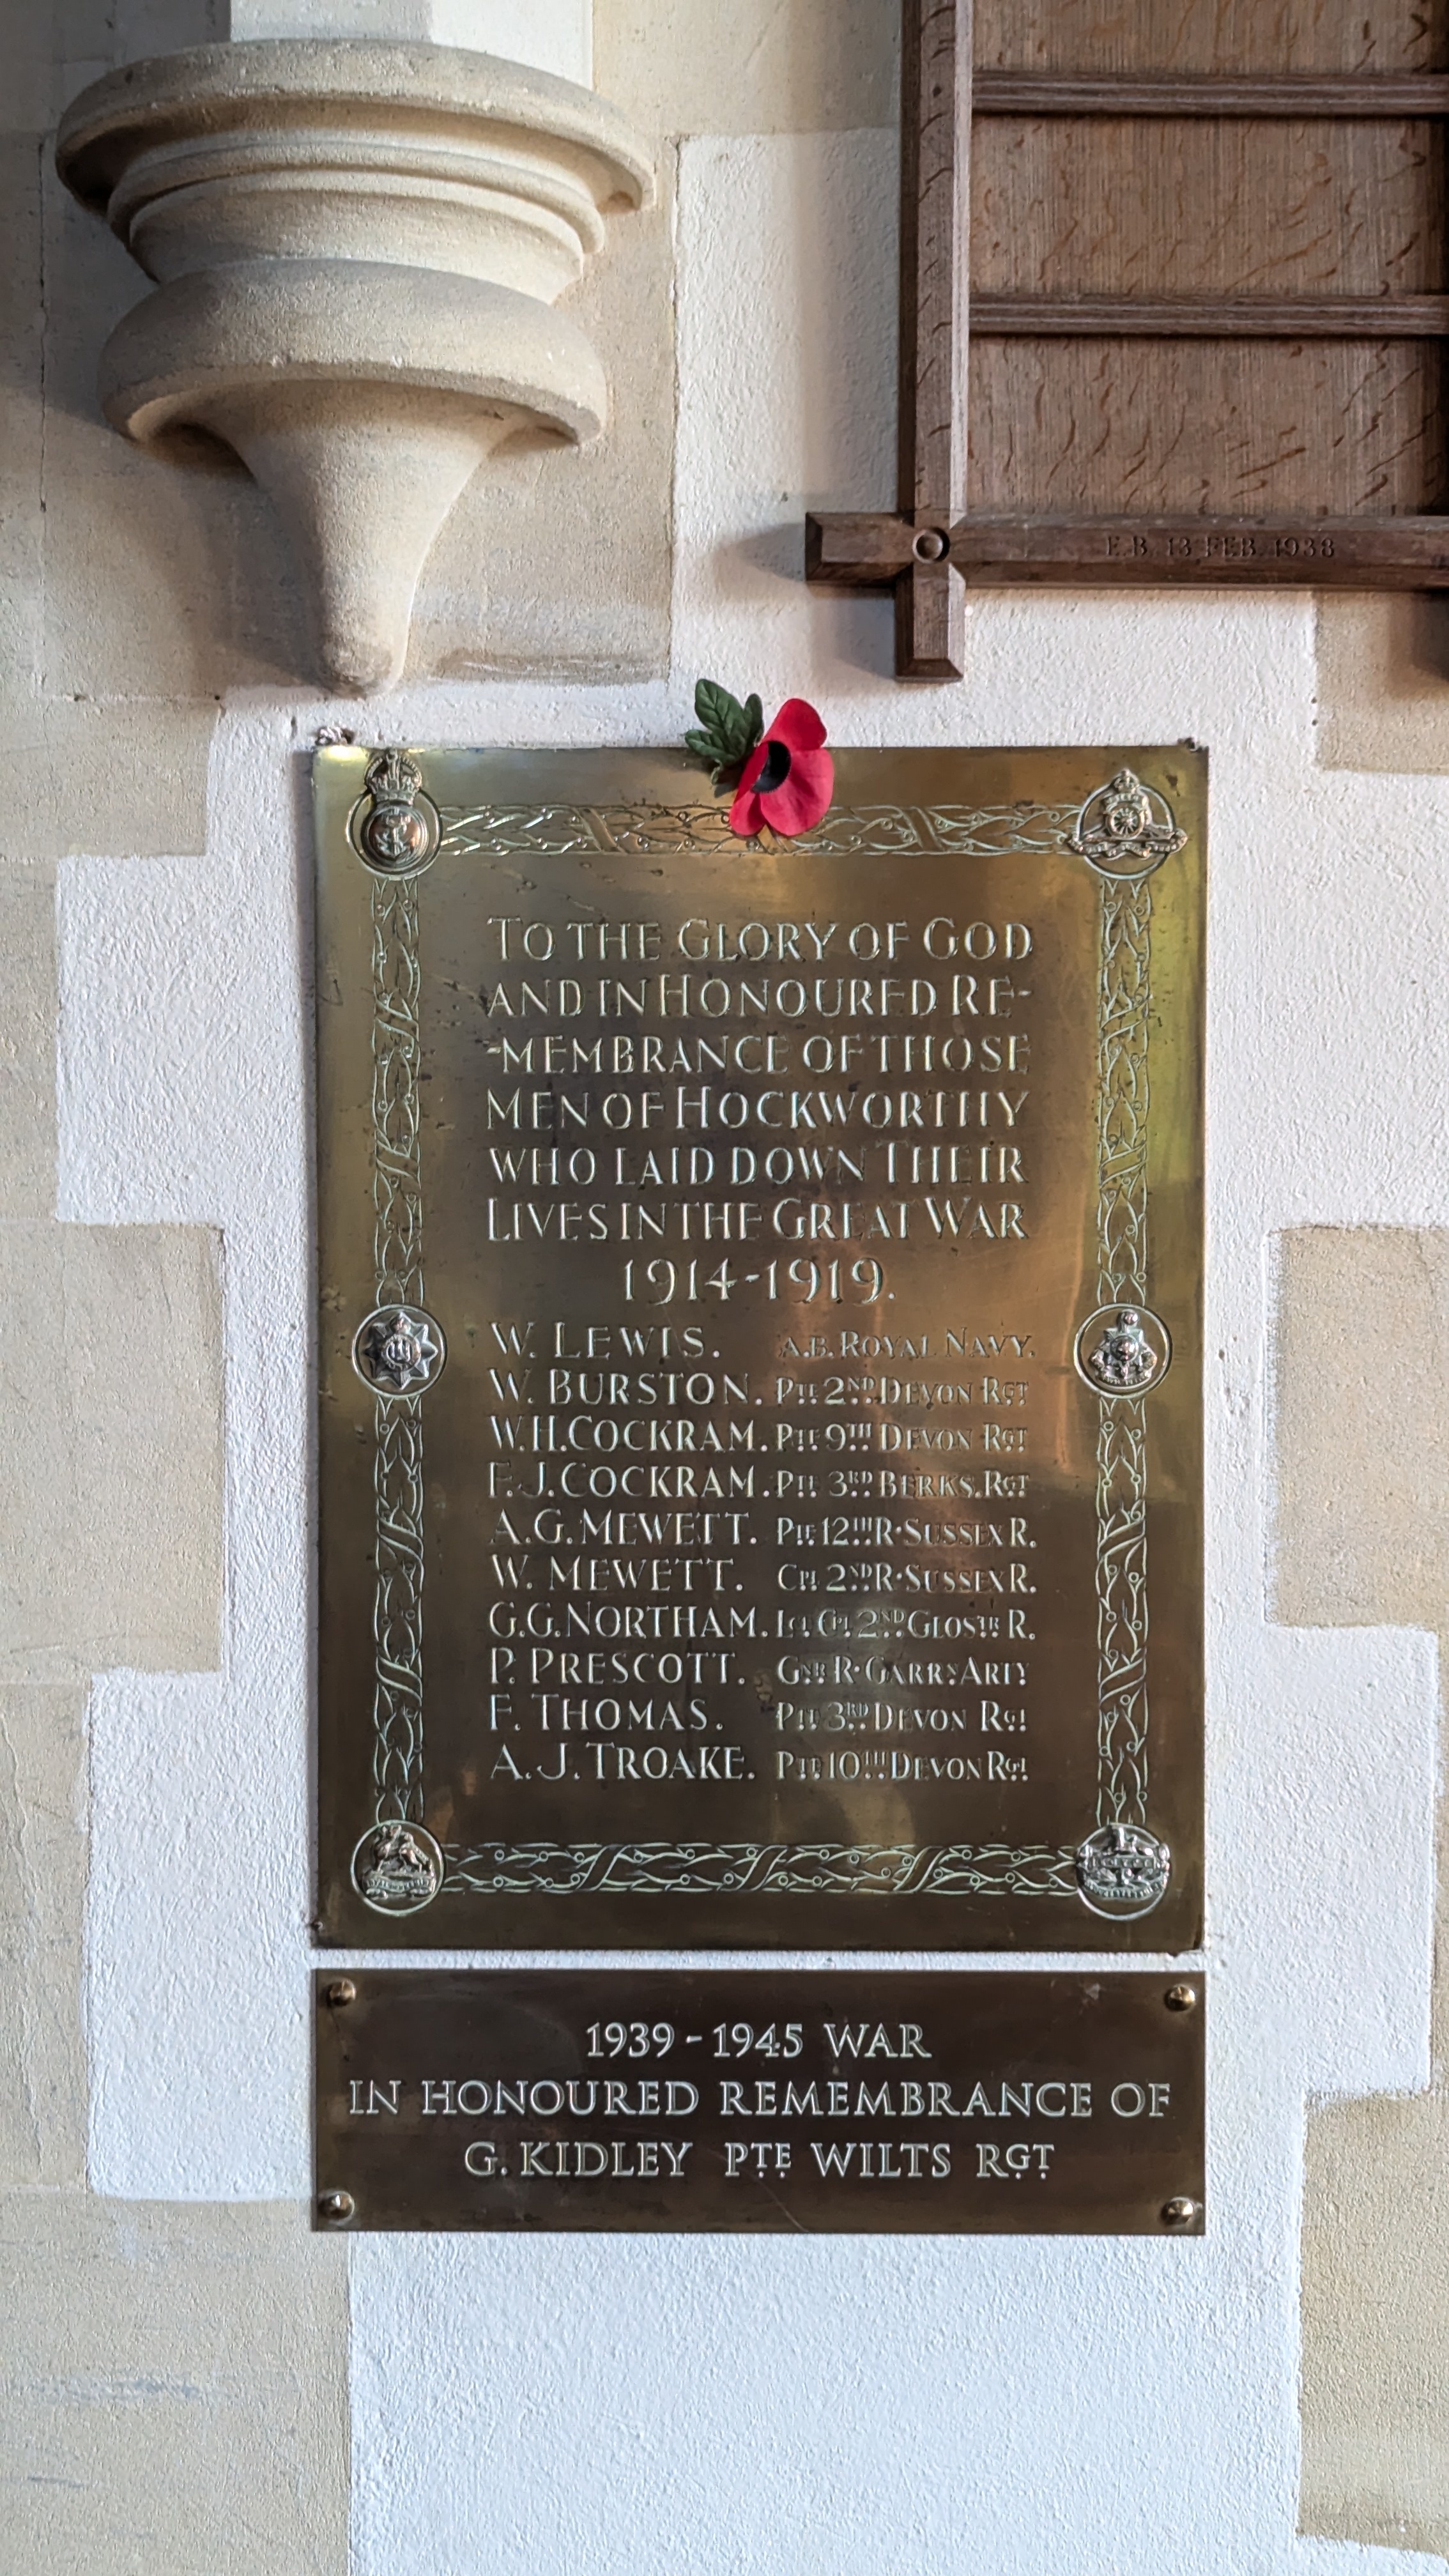 E.B. 13 FEB. 1938
TO THE GLORY OF GOD
AND IN HONOURED RE-
-MEMBRANCE OF THOSE
MEN OF HOCKWORTHY
WHO LAID DOWN THEIR
LIVES IN THE GREAT WAR
1914-1919.
W. LEWIS. A.B. ROYAL NAVY.
W. BURSTON. PTE 2ND DEVON RGT
W.H. COCKRAM. PTE 9TH DEVON RGT
F.J. COCKRAM. PTE 3RD BERKS. RGT
A.G. MEWETT. PTE 12TH R. SUSSEX R.
W. MEWETT. CPL 2ND R. SUSSEX R.
G.G. NORTHAM. LCE CPL 2ND GLOSTR R.
P. PRESCOTT. GNR R. GARRN ARTY
F. THOMAS. PTE 3RD DEVON RGT
A.J. TROAKE. PTE 10TH DEVON RGT
1939 - 1945 WAR
IN HONOURED REMEMBRANCE OF
G. KIDLEY PTE WILTS RGT